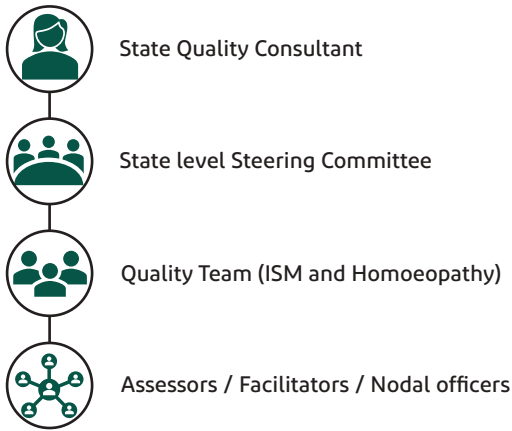 State Quality Consultant
State level Steering Committee
Quality Team (ISM and Homoeopathy)
Assessors / Facilitators / Nodal officers